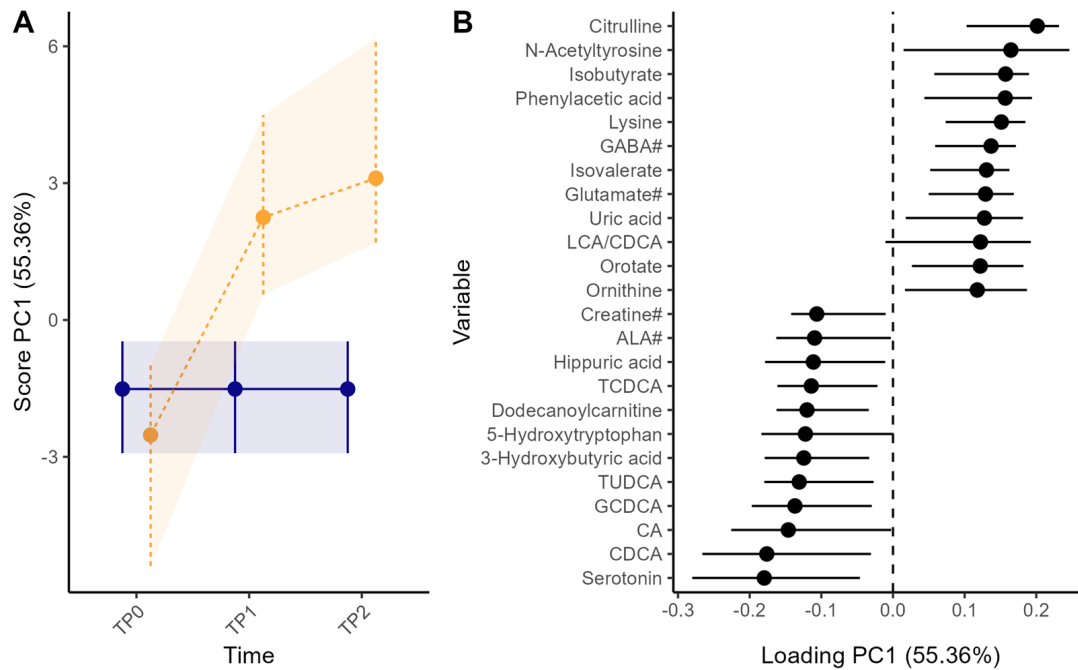 A
Score PC1 (55.36%)
6
3
0
-3
TP0
TP1
TP2
Time
B
Variable
Citrulline
N-Acetyltyrosine
Isobutyrate
Phenylacetic acid
Lysine
GABA#
Isovalerate
Glutamate#
Uric acid
LCA/CDCA
Orotate
Ornithine
Creatine#
ALA#
Hippuric acid
TCDCA
Dodecanoylcarnitine
5-Hydroxytryptophan
3-Hydroxybutyric acid
TUDCA
GCDCA
CA
CDCA
Serotonin
-0.3 -0.2 -0.1 0.0 0.1 0.2
Loading PC1 (55.36%)